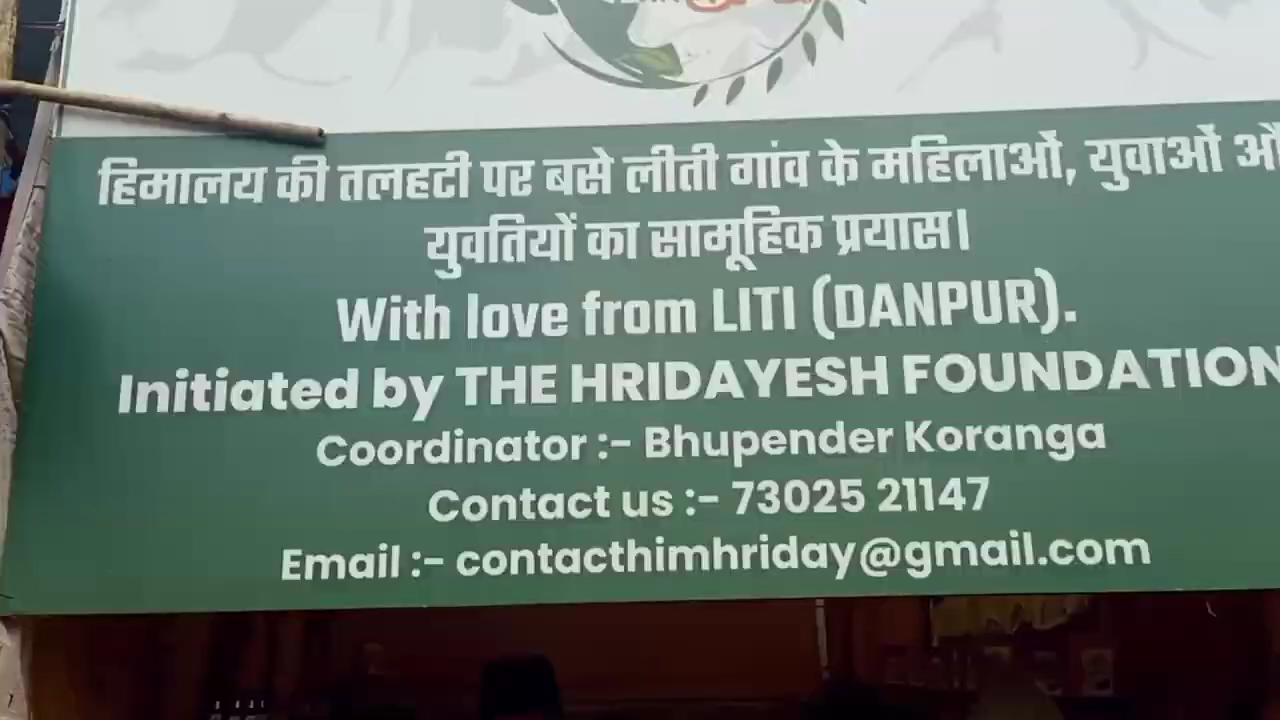 हिमालय की तलहटी पर बसे लीती गांव के महिलाओं, युवाओं
युवतियों का सामूहिक प्रयास।
With love from LITI (DANPUR).
Initiated by THE HRIDAYESH FOUNDATION
Coordinator :- Bhupender Koranga
Contact us :- 73025 21147
Email :- contacthimhriday@gmail.com